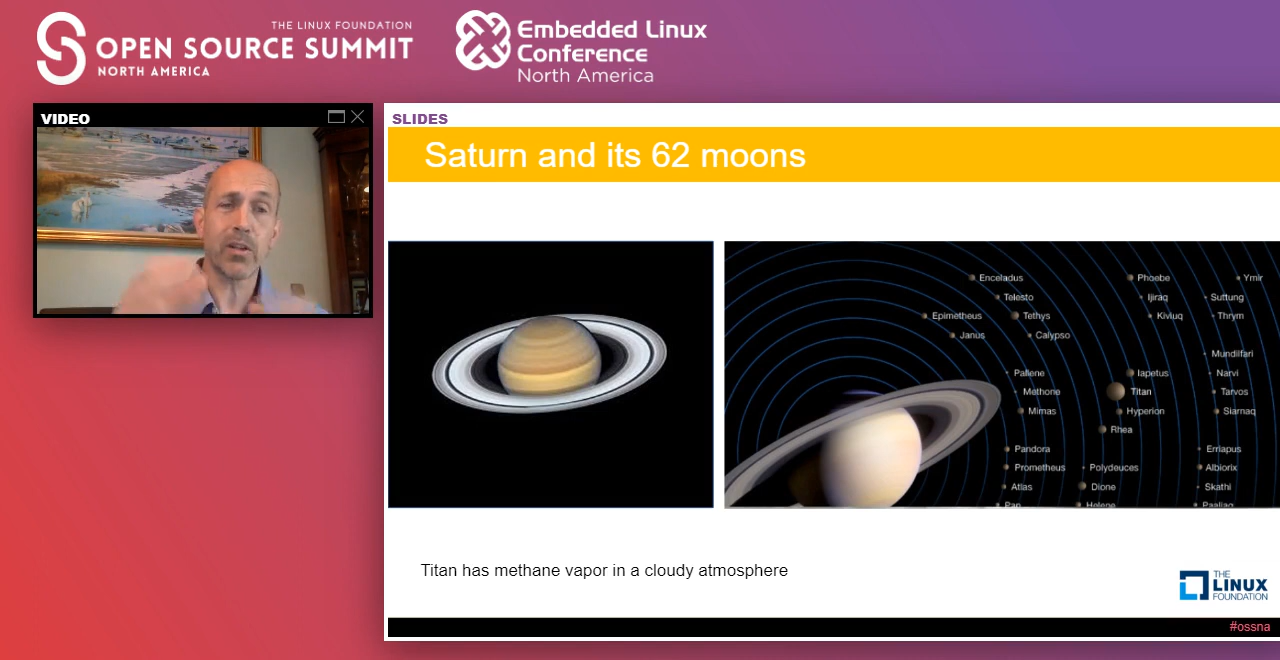 THE LINUX FOUNDATION
OPEN SOURCE SUMMIT
NORTH AMERICA
Embedded Linux
Conference
North America
VIDEO
SLIDES
Saturn and its 62 moons
Enceladus
Phoebe
Ymir
Telesto
Ijiraq
Suttung
Epimetheus
Tethys
Kiviuq
Thrym
Janus
Calypso
Mundilfari
Pallene
Iapetus
Narvi
Methone
Titan
Tarvos
Mimas
Hyperion
Siarnaq
Rhea
Pandora
Erriapus
Prometheus
Polydeuces
Albiorix
Atlas
Dione
Skathi
Pan
Helene
Paaliaq
Titan has methane vapor in a cloudy atmosphere
THE
LINUX
FOUNDATION
#ossna